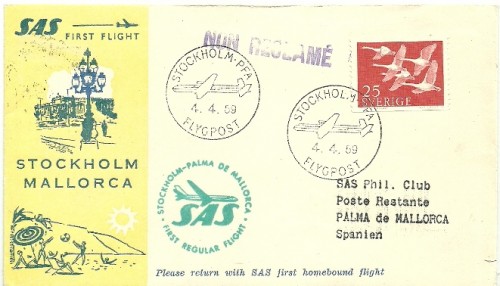 SAS
FIRST FLIGHT
STOCKHOLM
MALLORCA
NON RÉCLAMÉ
STOCKHOLM-PFA
4. 4. 59
FLYGPOST
STOCKHOLM-PFA
4. 4. 59
FLYGPOST
25
SVERIGE
STOCKHOLM-PALMA DE MALLORCA
SAS
FIRST REGULAR FLIGHT
SAS Phil. Club
Poste Restante
PALMA de MALLORCA
Spanien
Please return with SAS first homebound flight